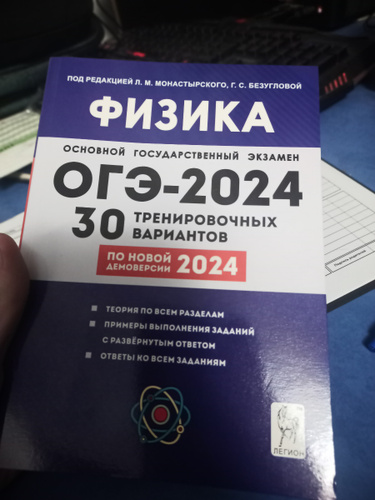 ПОД РЕДАКЦИЕЙ Л. М. МОНАСТЫРСКОГО, Г. С. БЕЗУГЛОВОЙ
ФИЗИКА
ОСНОВНОЙ ГОСУДАРСТВЕННЫЙ ЭКЗАМЕН
ОГЭ-2024
30 ТРЕНИРОВОЧНЫХ
ВАРИАНТОВ
ПО НОВОЙ
ДЕМОВЕРСИИ 2024
ТЕОРИЯ ПО ВСЕМ РАЗДЕЛАМ
ПРИМЕРЫ ВЫПОЛНЕНИЯ ЗАДАНИЙ
С РАЗВЁРНУТЫМ ОТВЕТОМ
ОТВЕТЫ КО ВСЕМ ЗАДАНИЯМ
ЛЕГИОН